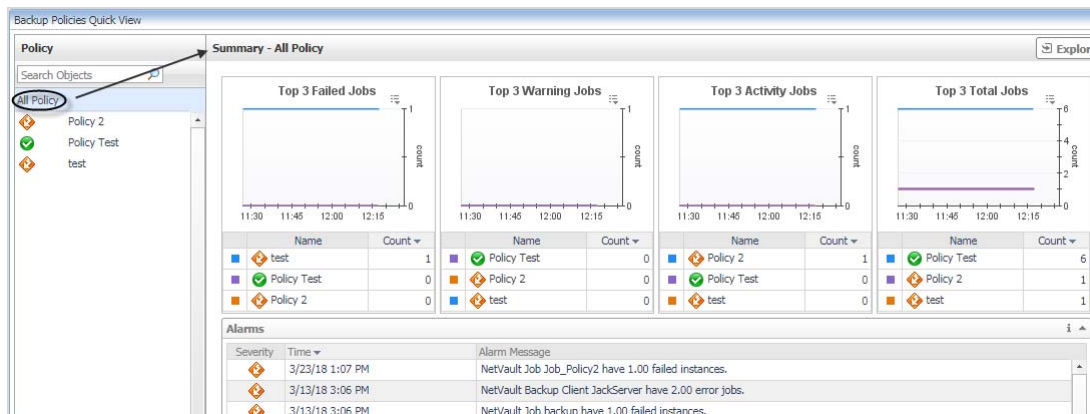 Backup Policies Quick View
Policy
Search Objects
All Policy
Policy 2
Policy Test
test
Summary - All Policy
Explor
Top 3 Failed Jobs
1
count
0
11:30 11:45 12:00 12:15
Name Count
test 1
Policy Test 0
Policy 2 0
Top 3 Warning Jobs
1
count
0
11:30 11:45 12:00 12:15
Name Count
Policy Test 0
Policy 2 0
test 0
Top 3 Activity Jobs
1
count
0
11:30 11:45 12:00 12:15
Name Count
Policy 2 1
Policy Test 0
test 0
Top 3 Total Jobs
6
4
count
2
0
11:30 11:45 12:00 12:15
Name Count
Policy Test 6
Policy 2 1
test 1
Alarms
Severity Time Alarm Message
3/23/18 1:07 PM NetVault Job Job_Policy2 have 1.00 failed instances.
3/13/18 3:06 PM NetVault Backup Client JackServer have 2.00 error jobs.
3/13/18 3:06 PM NetVault Job backup have 1.00 failed instances.